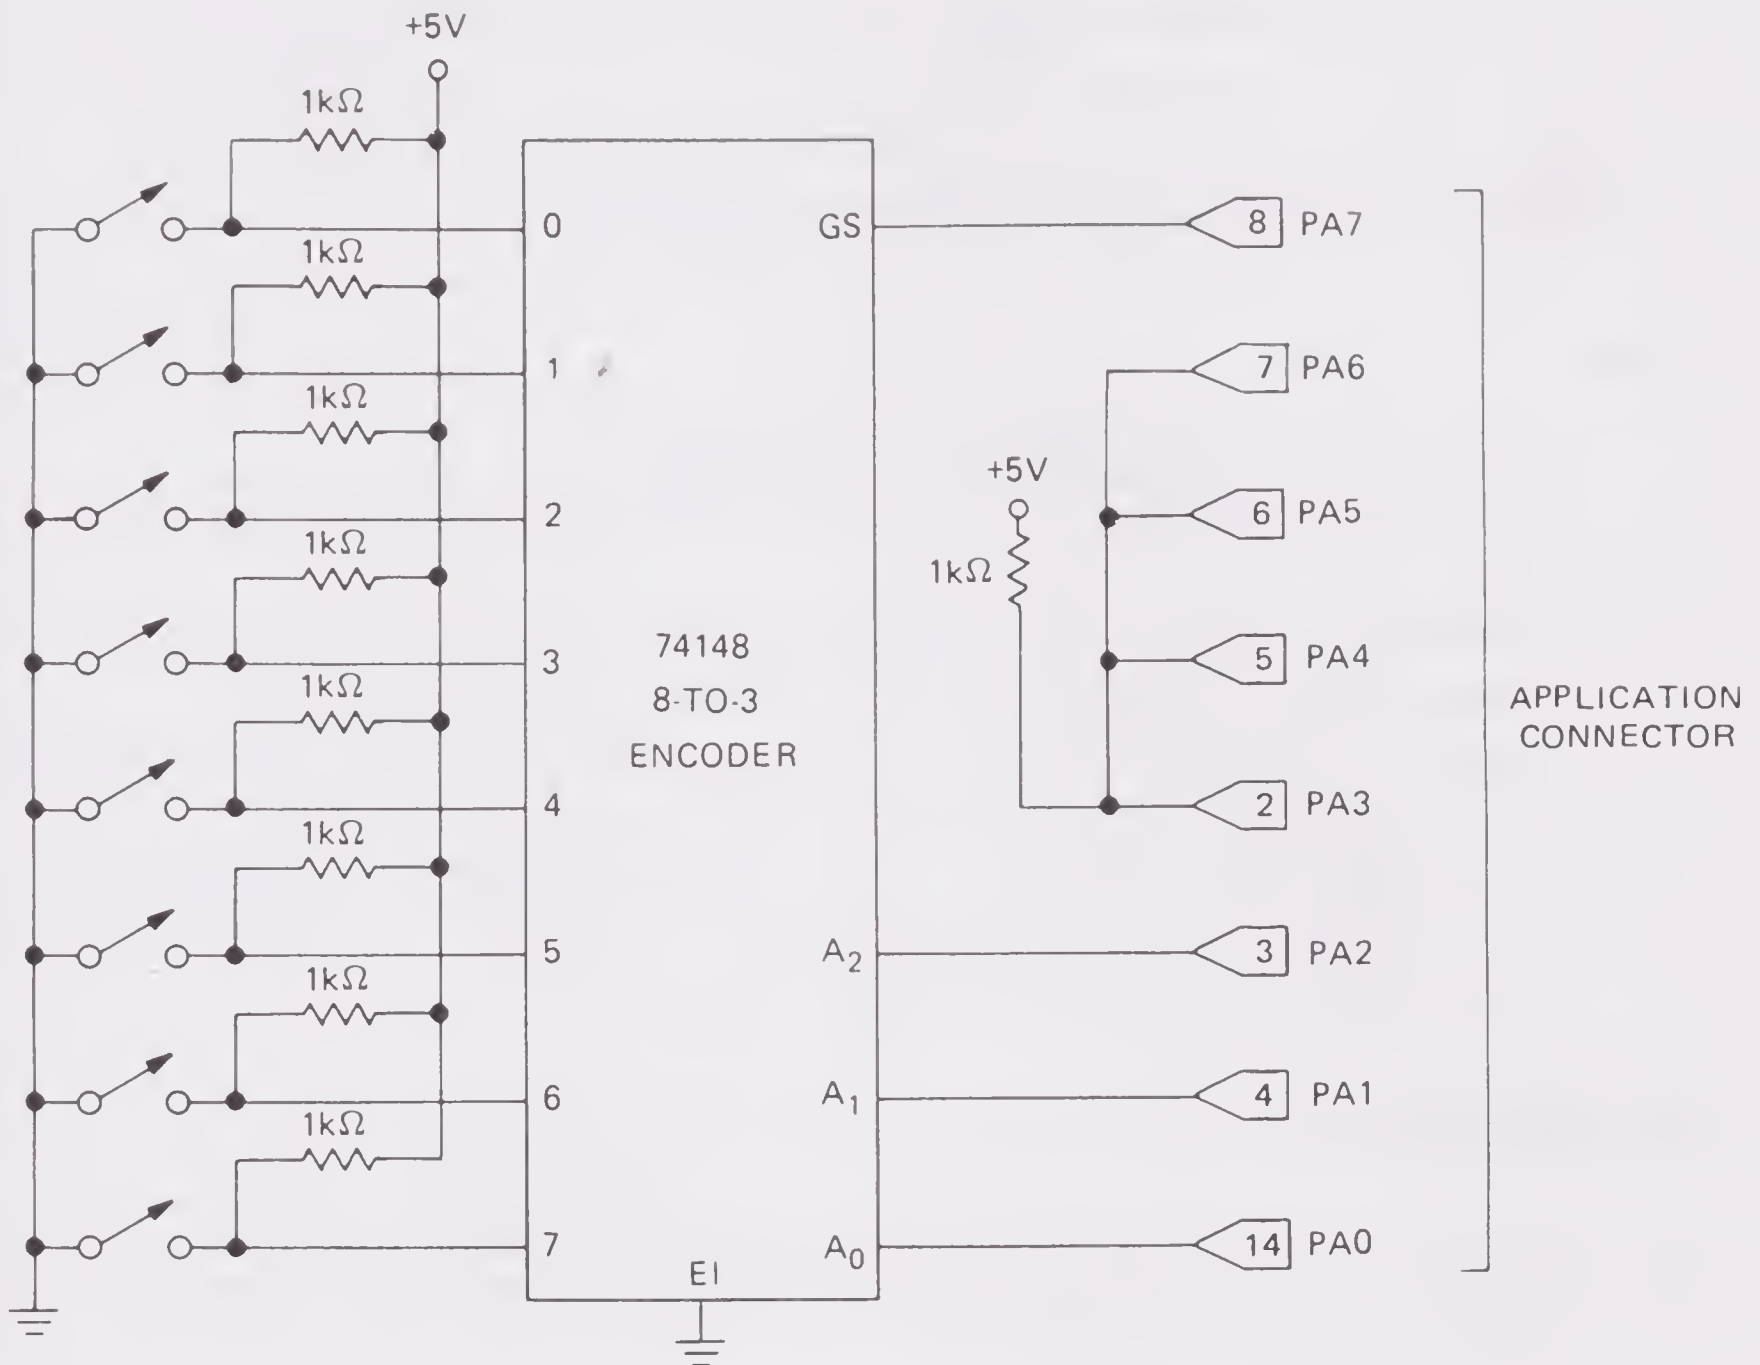 +5V
1kΩ
0
GS
8 PA7
1kΩ
1
7 PA6
1kΩ
+5V
2
6 PA5
1kΩ
1kΩ
74148
8-TO-3
ENCODER
3
5 PA4
APPLICATION
CONNECTOR
1kΩ
4
2 PA3
1kΩ
5
A2
3 PA2
1kΩ
6
A1
4 PA1
1kΩ
7
A0
14 PA0
EI